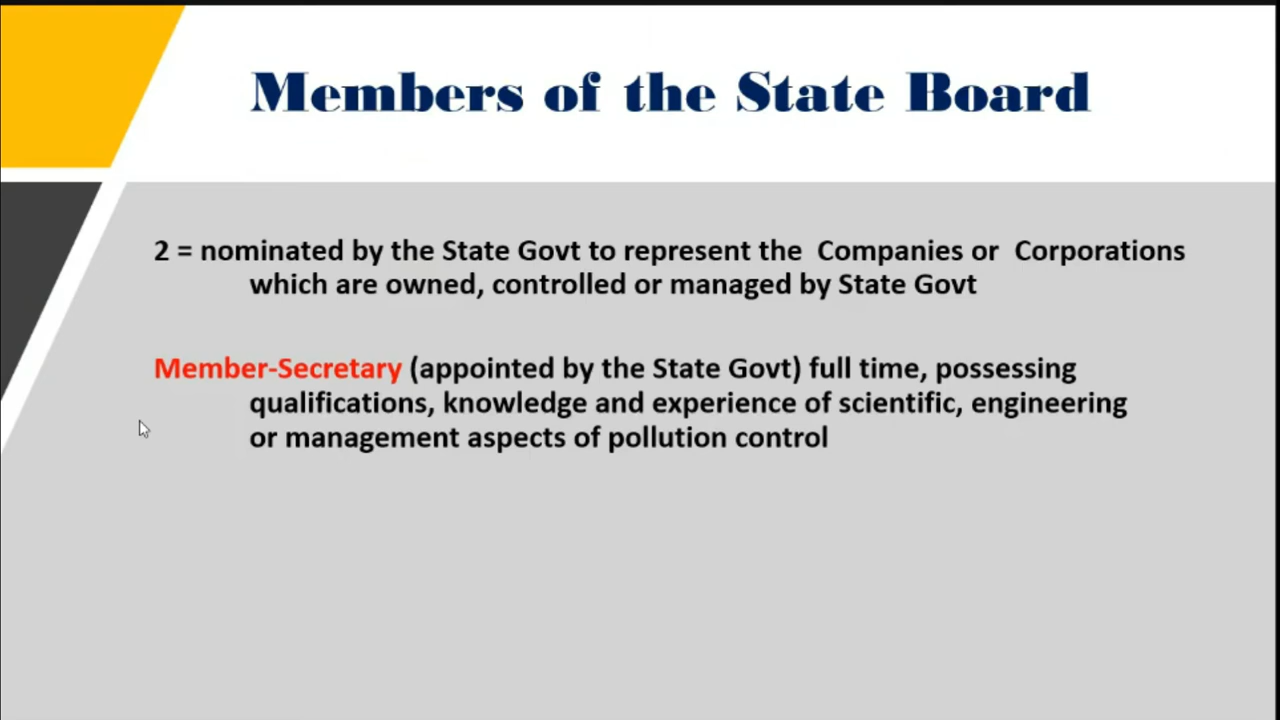 Members of the State Board
2 = nominated by the State Govt to represent the Companies or Corporations
which are owned, controlled or managed by State Govt
Member-Secretary (appointed by the State Govt) full time, possessing
qualifications, knowledge and experience of scientific, engineering
or management aspects of pollution control